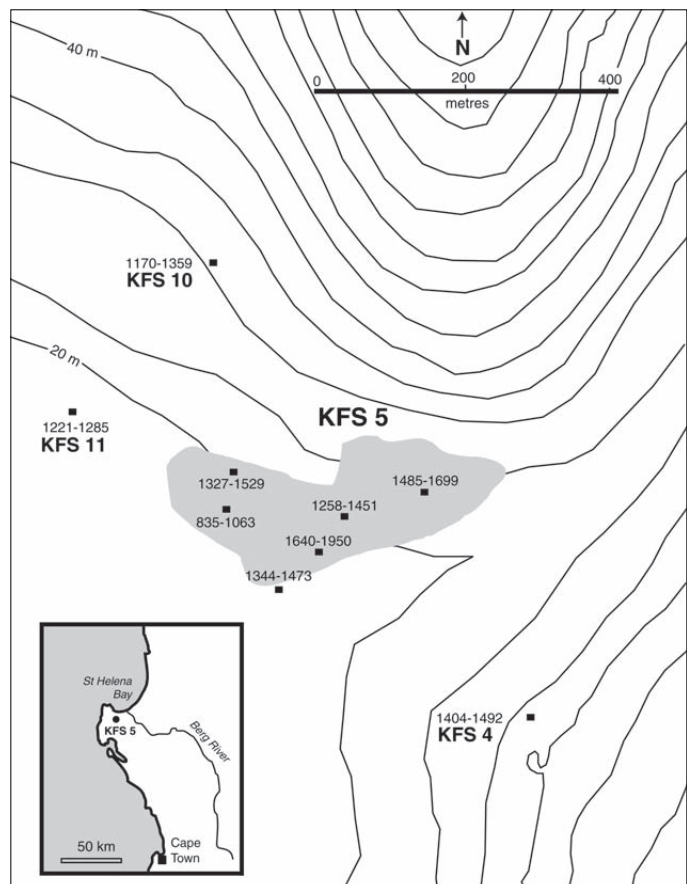 40 m
N
0 200 400
metres
1170-1359
KFS 10
20 m
KFS 5
1221-1285
KFS 11
1327-1529
1485-1699
835-1063
1258-1451
1640-1950
1344-1473
1404-1492
KFS 4
St Helena
Bay
KFS 5
Berg River
50 km
Cape
Town